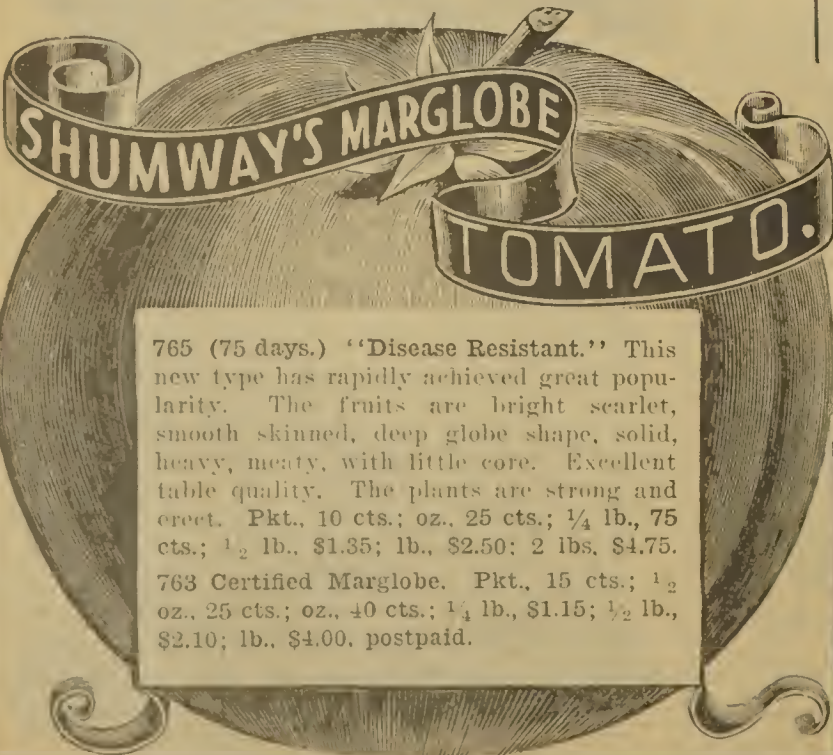 SHUMWAY'S MARGLOBE
TOMATO.
765 (75 days.) "Disease Resistant." This
new type has rapidly achieved great popu-
larity. The fruits are bright scarlet,
smooth skinned, deep globe shape, solid,
heavy, meaty, with little core. Excellent
table quality. The plants are strong and
erect. Pkt., 10 cts.; oz., 25 cts.; ¼ lb., 75
cts.; ½ lb., $1.35; lb., $2.50; 2 lbs. $4.75.
763 Certified Marglobe. Pkt., 15 cts.; ½
oz., 25 cts.; oz., 40 cts.; ¼ lb., $1.15; ½ lb.,
$2.10; lb., $4.00, postpaid.